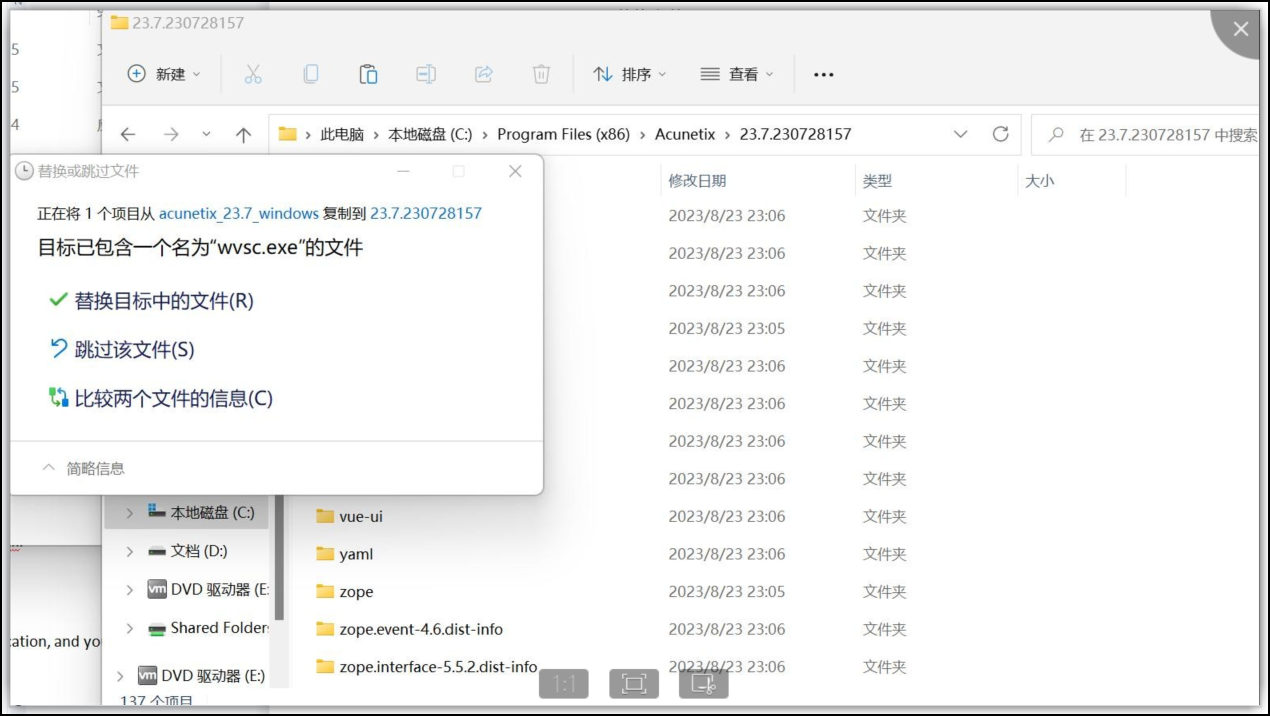 23.7.230728157
新建
排序
查看
此电脑 > 本地磁盘 (C:) > Program Files (x86) > Acunetix > 23.7.230728157
在 23.7.230728157 中搜索
5
5
4
替换或跳过文件
正在将 1 个项目从 acunetix_23.7_windows 复制到 23.7.230728157
目标已包含一个名为“wvsc.exe”的文件
替换目标中的文件(R)
跳过该文件(S)
比较两个文件的信息(C)
简略信息
修改日期 类型 大小
2023/8/23 23:06 文件夹
2023/8/23 23:06 文件夹
2023/8/23 23:06 文件夹
2023/8/23 23:05 文件夹
2023/8/23 23:06 文件夹
2023/8/23 23:06 文件夹
2023/8/23 23:06 文件夹
2023/8/23 23:06 文件夹
vue-ui 2023/8/23 23:06 文件夹
yaml 2023/8/23 23:06 文件夹
zope 2023/8/23 23:05 文件夹
zope.event-4.6.dist-info 2023/8/23 23:06 文件夹
zope.interface-5.5.2.dist-info 2023/8/23 23:06 文件夹
本地磁盘 (C:)
文档 (D:)
vm DVD 驱动器 (E:
Shared Folders
vm DVD 驱动器 (E:)
137 个项目
cation, and yo
1:1